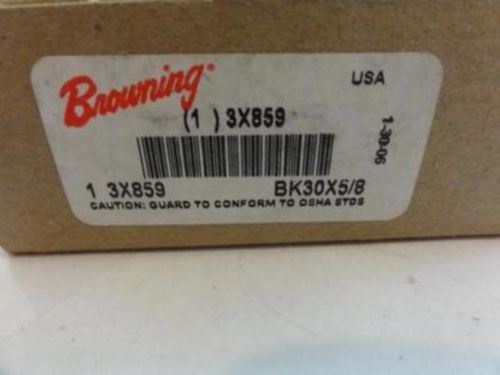 Browning
USA
(1 ) 3X859
1-30-06
1 3X859 BK30X5/8
CAUTION: GUARD TO CONFORM TO OSHA STDS